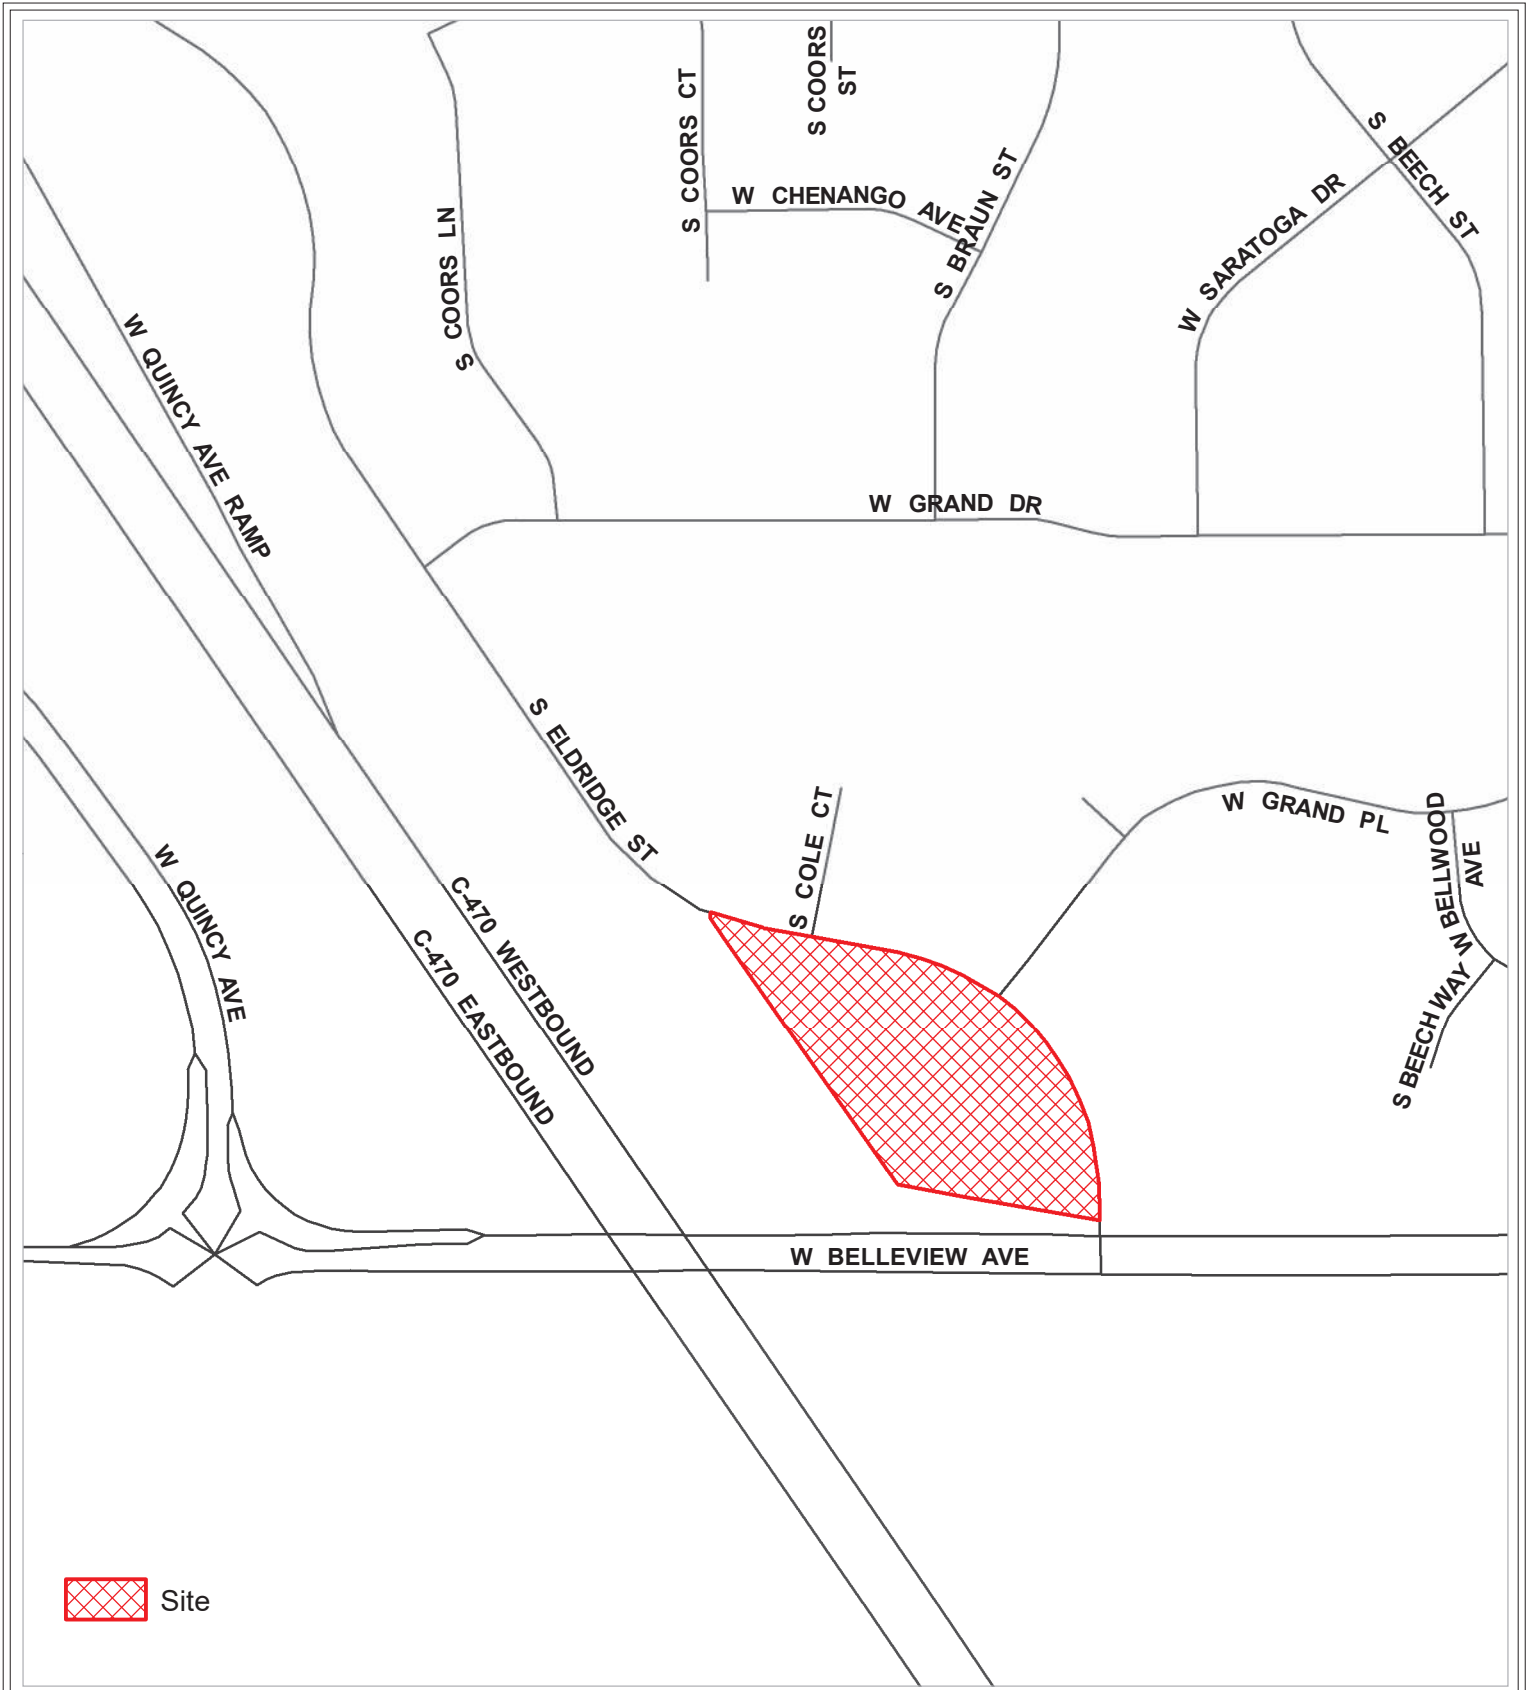 S COORS
ST
S COORS CT
S BEECH ST
W CHENANGO AVE
S BRAUN ST
W SARATOGA DR
S COORS LN
W QUINCY AVE RAMP
W GRAND DR
S ELDRIDGE ST
S COLE CT
W GRAND PL
W BELLWOOD
AVE
W QUINCY AVE
C-470 WESTBOUND
C-470 EASTBOUND
S BEECH WAY
W BELLEVIEW AVE
Site